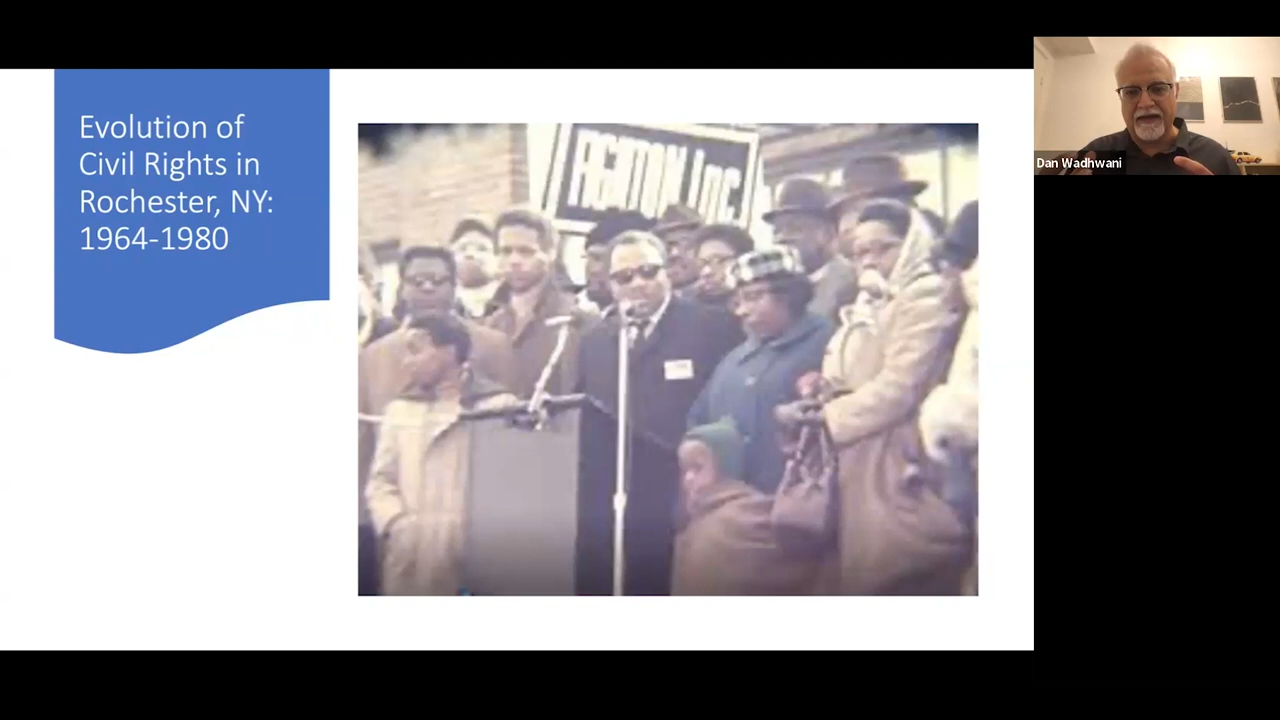 Evolution of
Civil Rights in
Rochester, NY:
1964-1980
FIGHTON Inc.
Dan Wadhwani